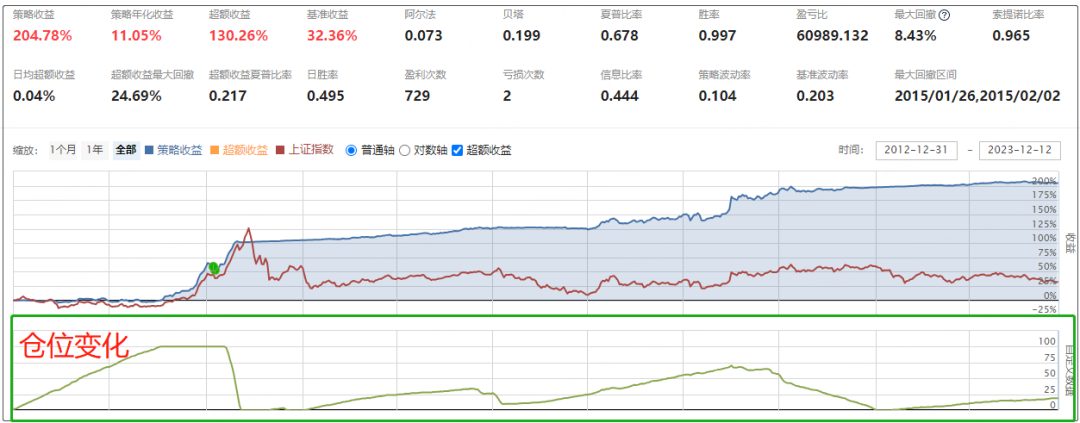 策略收益 策略年化收益 超额收益 基准收益 阿尔法 贝塔 夏普比率 胜率 盈亏比 最大回撤 ? 索提诺比率
204.78% 11.05% 130.26% 32.36% 0.073 0.199 0.678 0.997 60989.132 8.43% 0.965
日均超额收益 超额收益最大回撤 超额收益夏普比率 日胜率 盈利次数 亏损次数 信息比率 策略波动率 基准波动率 最大回撤区间
0.04% 24.69% 0.217 0.495 729 2 0.444 0.104 0.203 2015/01/26,2015/02/02
缩放: 1个月 1年 全部 策略收益 超额收益 上证指数 普通轴 对数轴 超额收益 时间: 2012-12-31 - 2023-12-12
200%
175%
150%
125%
100%
75%
50%
25%
0%
-25%
收益
仓位变化
100
75
50
25
0
自定义数据